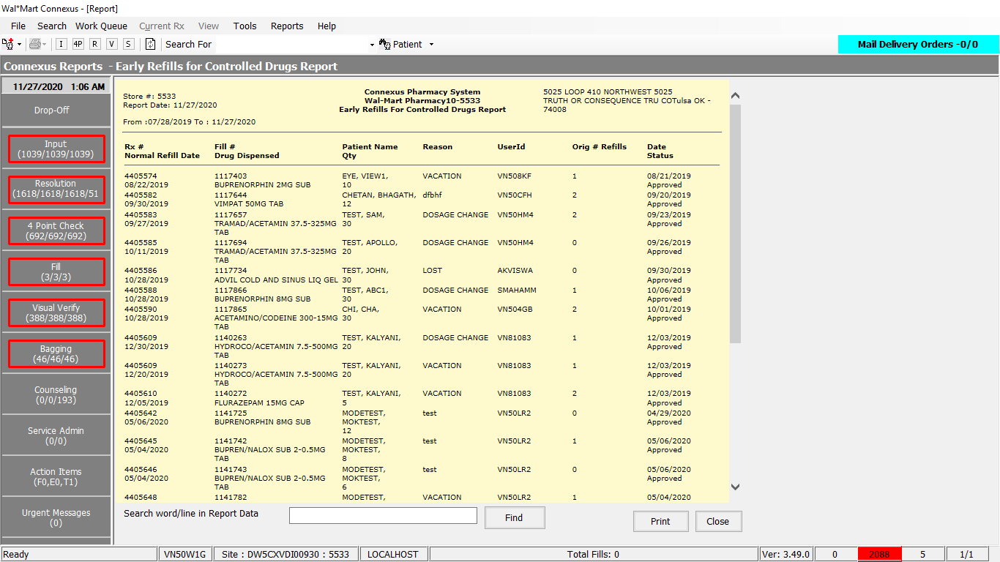 Wal*Mart Connexus - [Report]
File Search Work Queue Current Rx View Tools Reports Help
I 4P R V S Search For Patient Mail Delivery Orders -0/0
Connexus Reports - Early Refills for Controlled Drugs Report
11/27/2020 1:06 AM
Drop-Off
Input
(1039/1039/1039)
Resolution
(1618/1618/1618/51
4 Point Check
(692/692/692)
Fill
(3/3/3)
Visual Verify
(388/388/388)
Bagging
(46/46/46)
Counseling
(0/0/193)
Service Admin
(0/0)
Action Items
(F0,E0,T1)
Urgent Messages
(0)
Store #: 5533
Report Date: 11/27/2020
From :07/28/2019 To : 11/27/2020
Connexus Pharmacy System
Wal-Mart Pharmacy10-5533
Early Refills For Controlled Drugs Report
5025 LOOP 410 NORTHWEST 5025
TRUTH OR CONSEQUENCE TRU COTulsa OK -
74008
Rx # Fill # Patient Name Reason UserId Orig # Refills Date
Normal Refill Date Drug Dispensed Qty Status
4405574 1117403 EYE, VIEW1, VACATION VN508KF 1 08/21/2019
08/22/2019 BUPRENORPHIN 2MG SUB 10 Approved
4405582 1117644 CHETAN, BHAGATH, dfbhf VN50CFH 2 09/20/2019
09/30/2019 VIMPAT 50MG TAB 12 Approved
4405583 1117657 TEST, SAM, DOSAGE CHANGE VN50HM4 2 09/23/2019
09/27/2019 TRAMAD/ACETAMIN 37.5-325MG 30 Approved
TAB
4405585 1117694 TEST, APOLLO, DOSAGE CHANGE VN50HM4 0 09/26/2019
10/11/2019 TRAMAD/ACETAMIN 37.5-325MG 20 Approved
TAB
4405586 1117734 TEST, JOHN, LOST AKVISWA 0 09/30/2019
10/28/2019 ADVIL COLD AND SINUS LIQ GEL 30 Approved
4405588 1117866 TEST, ABC1, DOSAGE CHANGE SMAHAMM 1 10/06/2019
10/28/2019 BUPRENORPHIN 8MG SUB 30 Approved
4405590 1117865 CHI, CHA, VACATION VN504GB 2 10/01/2019
10/28/2019 ACETAMINO/CODEINE 300-15MG 30 Approved
TAB
4405609 1140263 TEST, KALYANI, DOSAGE CHANGE VN81083 1 12/03/2019
12/30/2019 HYDROCO/ACETAMIN 7.5-500MG 20 Approved
TAB
4405609 1140273 TEST, KALYANI, VACATION VN81083 1 12/03/2019
12/20/2019 HYDROCO/ACETAMIN 7.5-500MG 20 Approved
TAB
4405610 1140272 TEST, KALYANI, VACATION VN81083 2 12/03/2019
12/05/2019 FLURAZEPAM 15MG CAP 5 Approved
4405642 1141725 MODETEST, test VN50LR2 0 04/29/2020
05/06/2020 BUPRENORPHIN 8MG SUB MOKTEST, Approved
12
4405645 1141742 MODETEST, test VN50LR2 1 05/06/2020
05/04/2020 BUPREN/NALOX SUB 2-0.5MG MOKTEST, Approved
TAB 8
4405646 1141743 MODETEST, test VN50LR2 0 05/06/2020
05/04/2020 BUPREN/NALOX SUB 2-0.5MG MOKTEST, Approved
TAB 6
4405648 1141782 MODETEST, VACATION VN50LR2 1 05/04/2020
Search word/line in Report Data Find Print Close
Ready VN50W1G Site : DW5CXVDI00930 : 5533 LOCALHOST Total Fills: 0 Ver: 3.49.0 0 2088 5 1/1